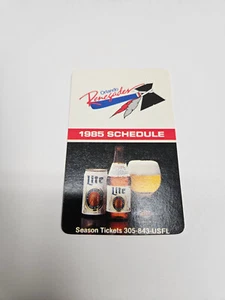 Orlando
Renegades
1985 SCHEDULE
Lite
Lite
Season Tickets 305-843-USFL